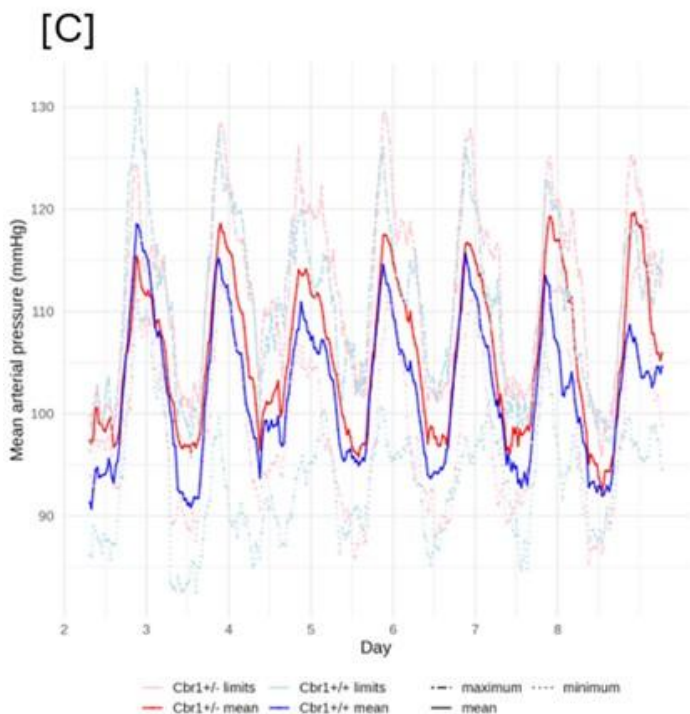 [C]
130
120
110
100
90
Mean arterial pressure (mmHg)
2 3 4 5 6 7 8
Day
Cbr1+/- limits Cbr1+/+ limits maximum minimum
Cbr1+/- mean Cbr1+/+ mean mean